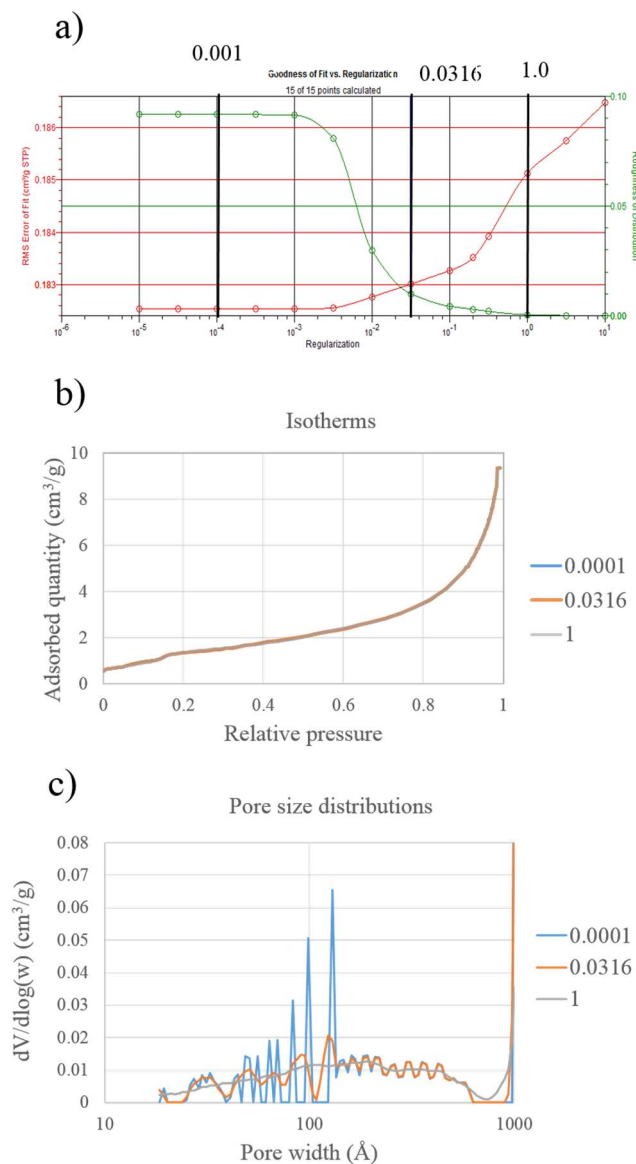 a)
0.001
0.0316
1.0
Goodness of Fit vs. Regularization
15 of 15 points calculated
RMS Error of Fit (cm³/g STP)
0.186
0.185
0.184
0.183
0.10
0.05
0.00
Roughness of Distribution
10⁻⁶ 10⁻⁵ 10⁻⁴ 10⁻³ 10⁻² 10⁻¹ 10⁰ 10¹
Regularization
b)
Isotherms
Adsorbed quantity (cm³/g)
10
8
6
4
2
0
0 0.2 0.4 0.6 0.8 1
Relative pressure
0.0001
0.0316
1
c)
Pore size distributions
dV/dlog(w) (cm³/g)
0.08
0.07
0.06
0.05
0.04
0.03
0.02
0.01
0
10 100 1000
Pore width (Å)
0.0001
0.0316
1